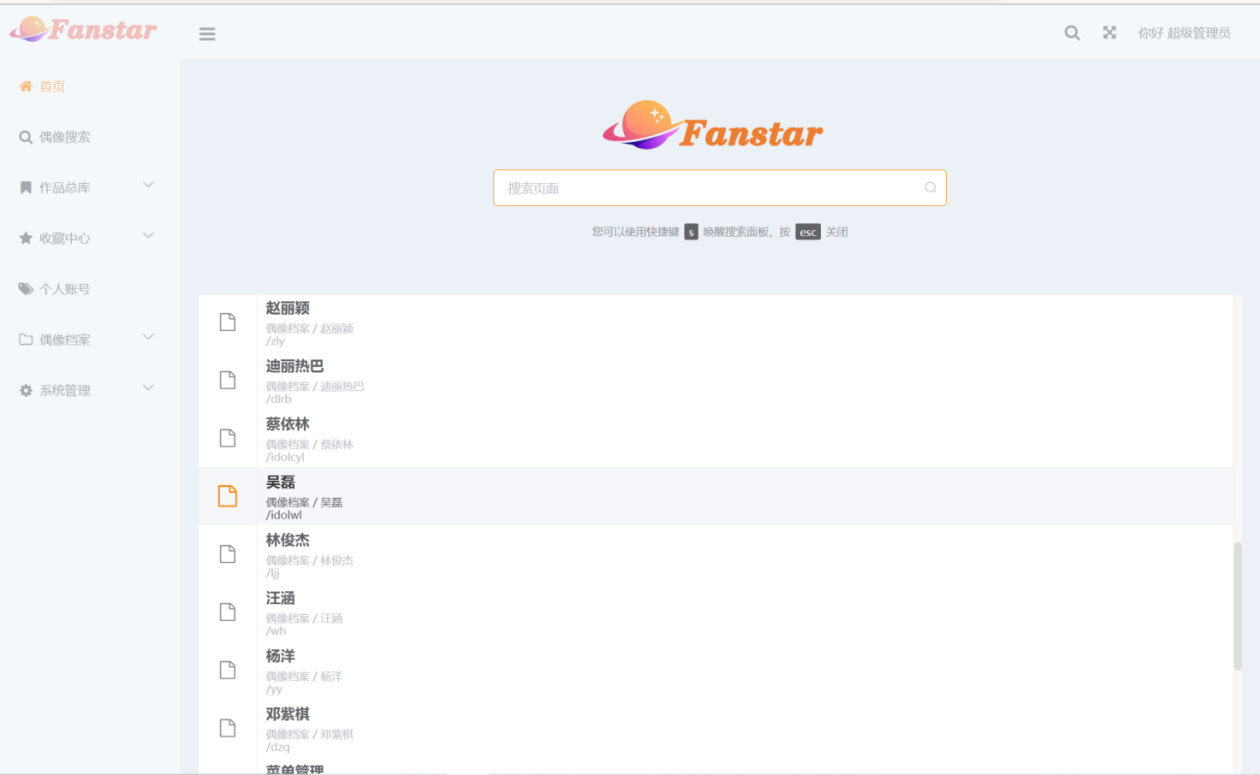 Fanstar
你好 超级管理员
首页
偶像搜索
作品总库
收藏中心
个人账号
偶像档案
系统管理
Fanstar
搜索页面
您可以使用快捷键 s 唤醒搜索面板，按 esc 关闭
赵丽颖
偶像档案 / 赵丽颖
/zly
迪丽热巴
偶像档案 / 迪丽热巴
/dlrb
蔡依林
偶像档案 / 蔡依林
/idolcyl
吴磊
偶像档案 / 吴磊
/idolwl
林俊杰
偶像档案 / 林俊杰
/ljj
汪涵
偶像档案 / 汪涵
/wh
杨洋
偶像档案 / 杨洋
/yy
邓紫棋
偶像档案 / 邓紫棋
/dzq
菜单管理